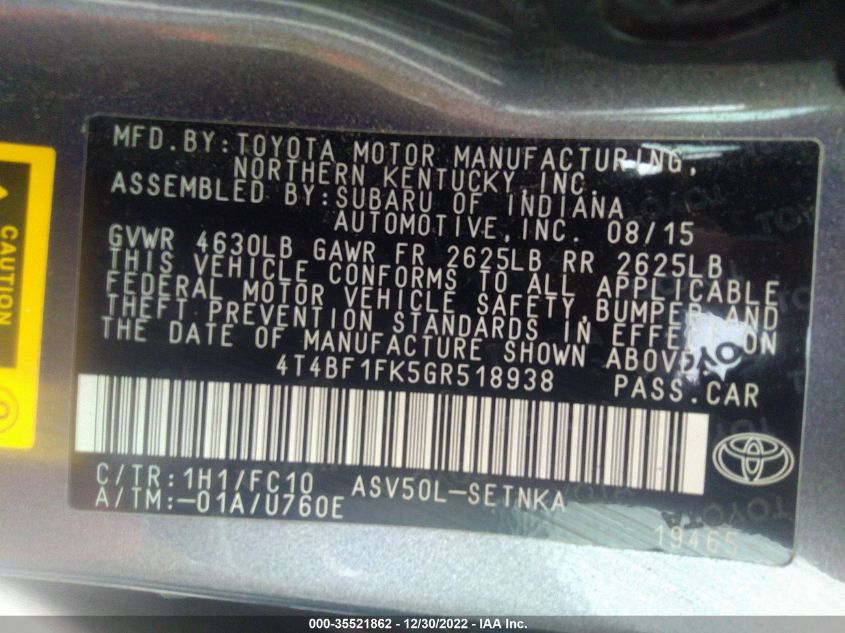 MFD.BY:TOYOTA MOTOR MANUFACTURING,
NORTHERN KENTUCKY, INC.
ASSEMBLED BY:SUBARU OF INDIANA
AUTOMOTIVE,INC. 08/15
GVWR 4630LB GAWR FR 2625LB RR 2625LB
THIS VEHICLE CONFORMS TO ALL APPLICABLE
FEDERAL MOTOR VEHICLE SAFETY,BUMPER AND
THEFT PREVENTION STANDARDS IN EFFECT ON
THE DATE OF MANUFACTURE SHOWN ABOVE.
TOYOTA
4T4BF1FK5GR518938 PASS.CAR
C/TR:1H1/FC10 ASV50L-SETNKA
A/TM:-01A/U760E
19465
TOYOTA
CAUTION
000-35521862 - 12/30/2022 - IAA Inc.